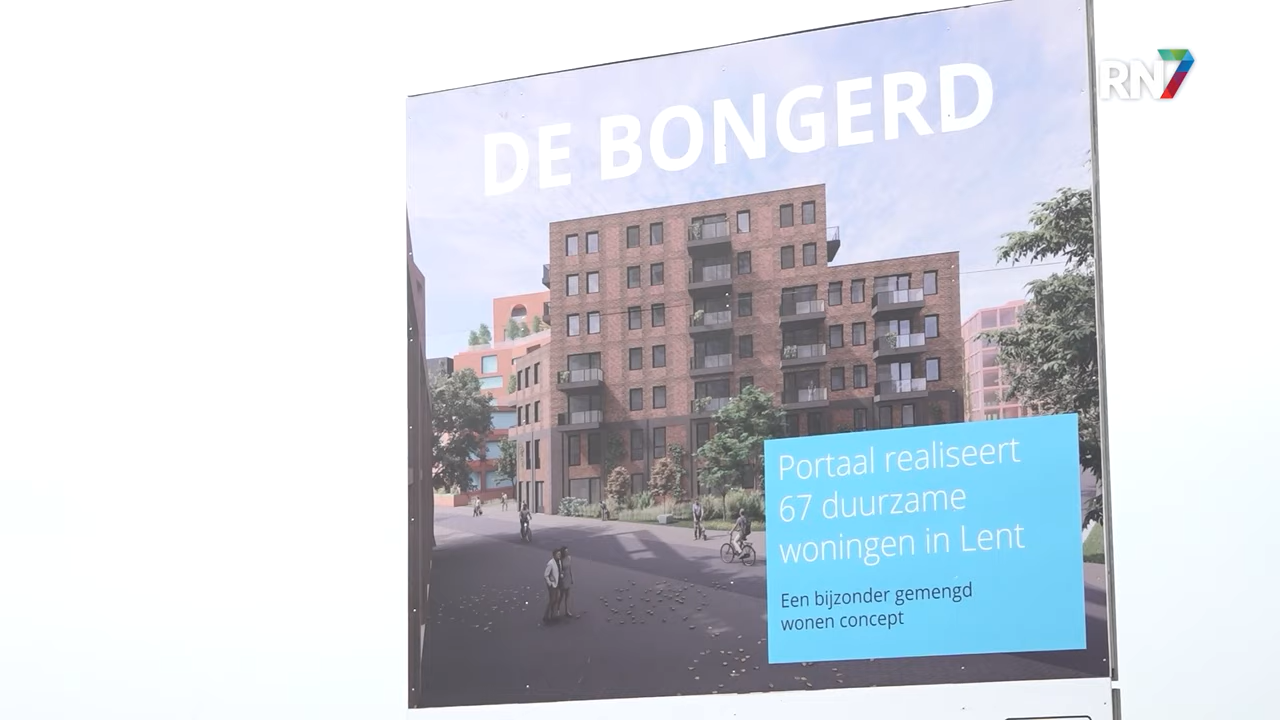 RN7
DE BONGERD
Portaal realiseert
67 duurzame
woningen in Lent
Een bijzonder gemengd
wonen concept